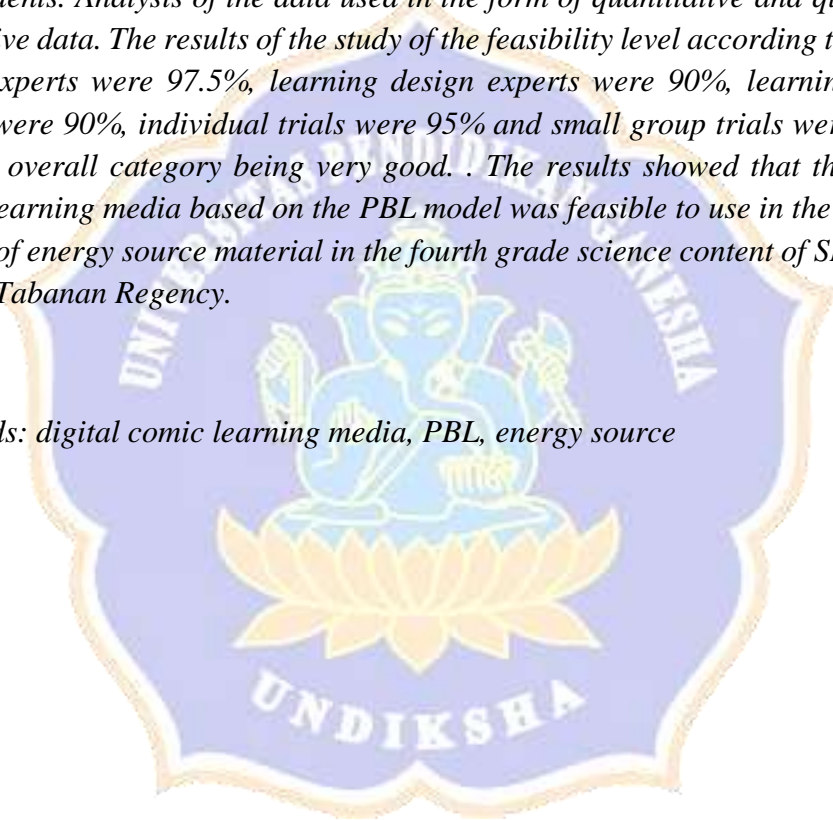 ents. Analysis of the data used in the form of quantitative and qu
ive data. The results of the study of the feasibility level according t
xperts were 97.5%, learning design experts were 90%, learnin
were 90%, individual trials were 95% and small group trials wer
overall category being very good. . The results showed that th
earning media based on the PBL model was feasible to use in the
of energy source material in the fourth grade science content of S
Tabanan Regency.
ds: digital comic learning media, PBL, energy source
UNIVERSITAS PENDIDIKAN GANESHA
UNDIKSHA